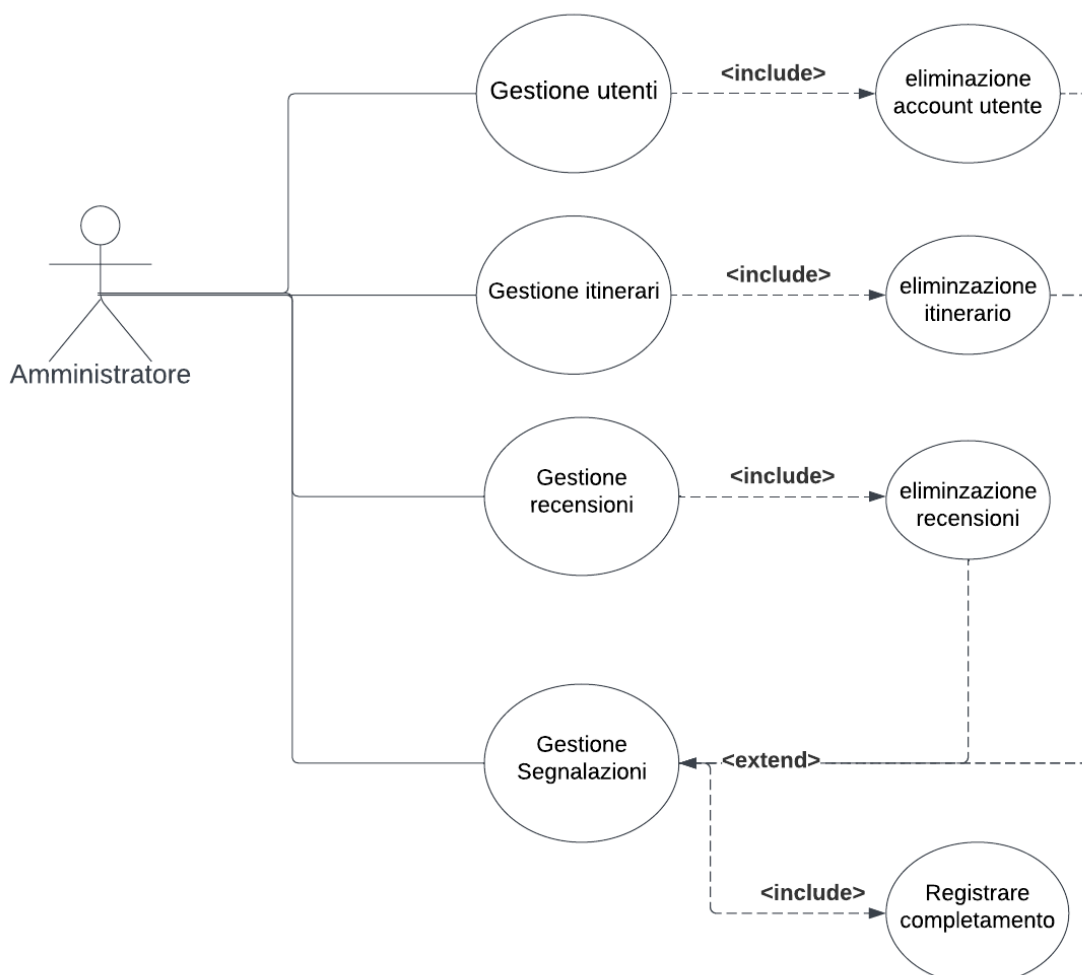 Gestione utenti
<include>
eliminazione
account utente
Amministratore
Gestione itinerari
<include>
eliminzazione
itinerario
Gestione
recensioni
<include>
eliminzazione
recensioni
Gestione
Segnalazioni
<extend>
<include>
Registrare
completamento